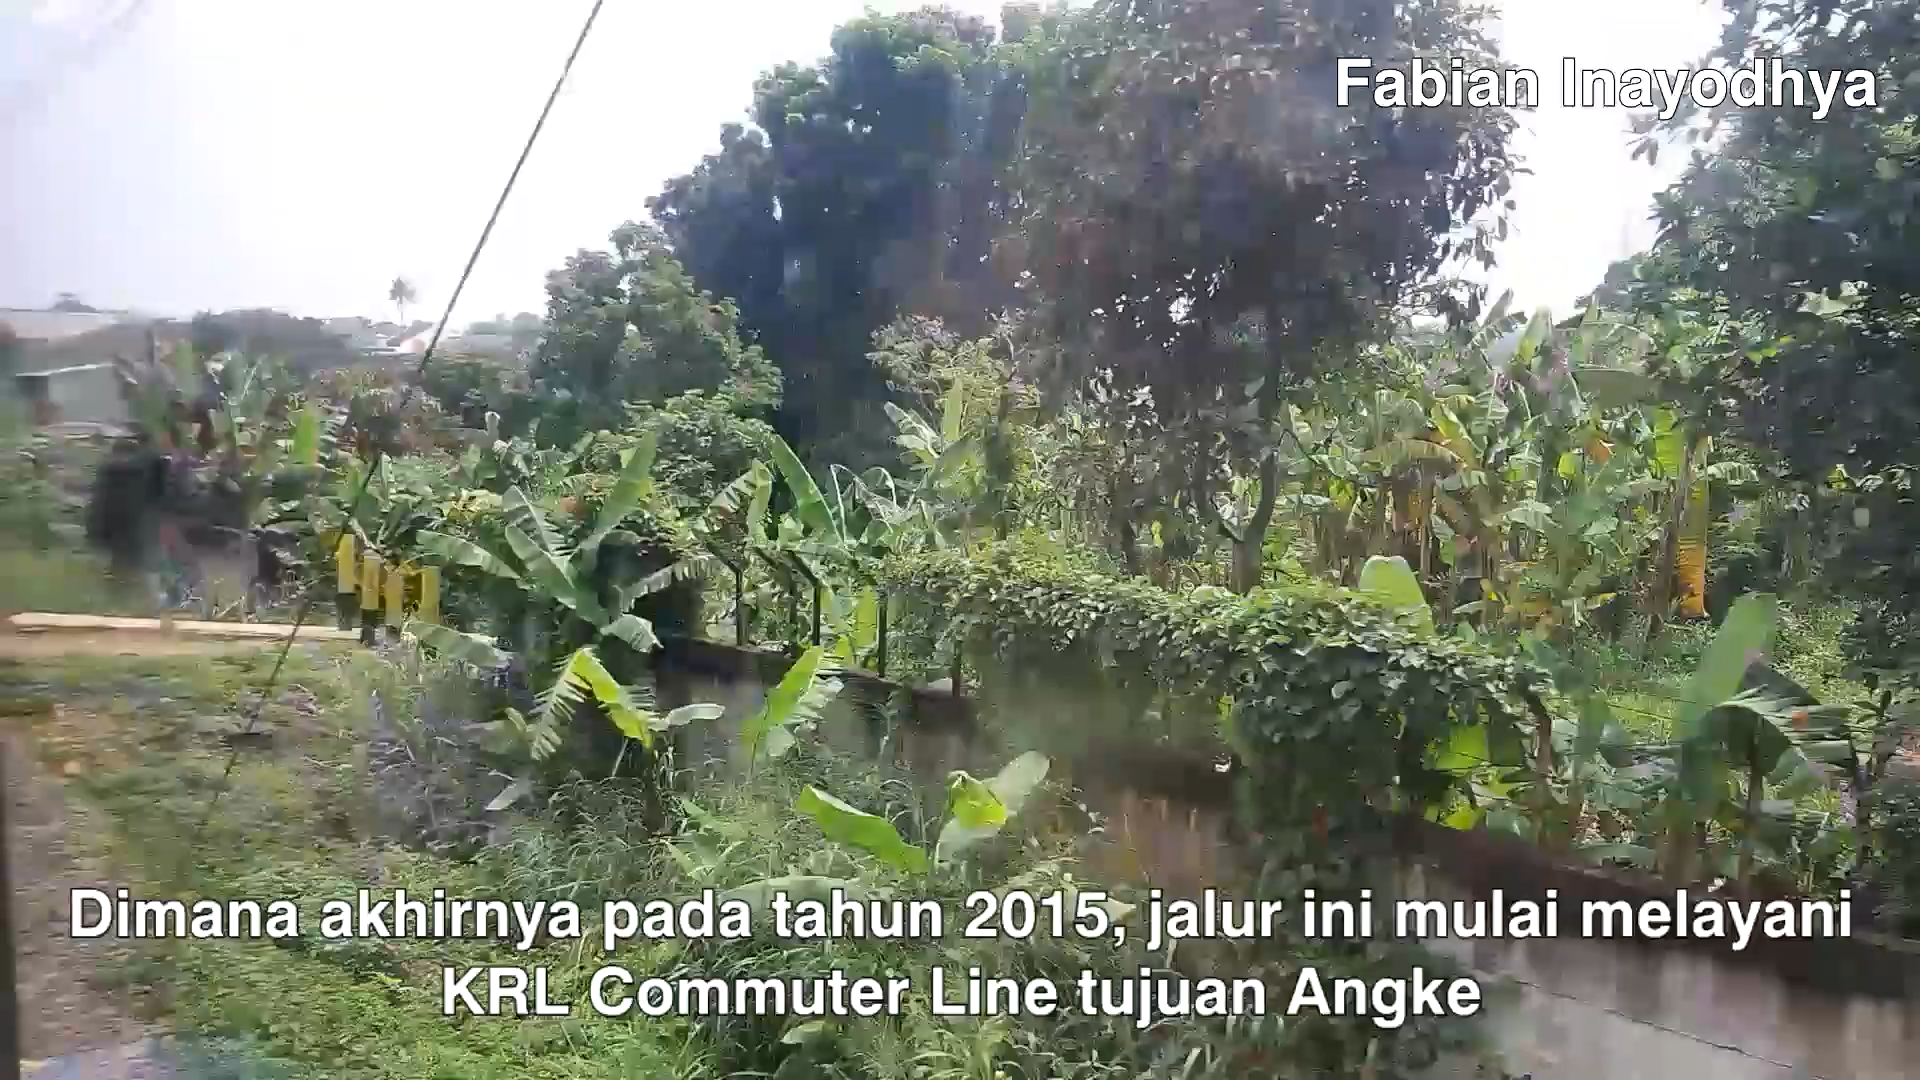 Fabian Inayodhya
Dimana akhirnya pada tahun 2015, jalur ini mulai melayani
KRL Commuter Line tujuan Angke